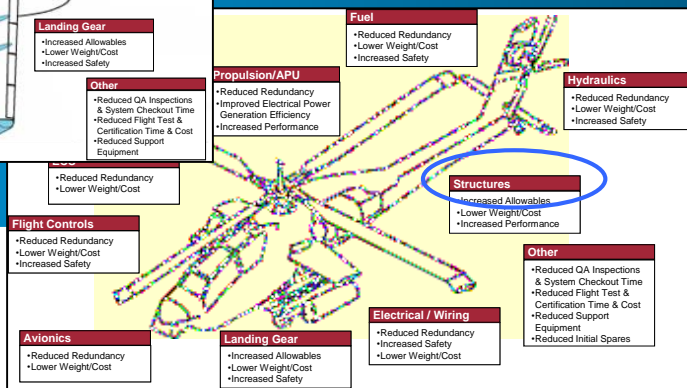 Landing Gear
•Increased Allowables
•Lower Weight/Cost
•Increased Safety
Other
•Reduced QA Inspections
& System Checkout Time
•Reduced Flight Test &
Certification Time & Cost
•Reduced Support
Equipment
Fuel
•Reduced Redundancy
•Lower Weight/Cost
•Increased Safety
Propulsion/APU
•Reduced Redundancy
•Improved Electrical Power
Generation Efficiency
•Increased Performance
Hydraulics
•Reduced Redundancy
•Lower Weight/Cost
•Increased Safety
•Reduced Redundancy
•Lower Weight/Cost
Structures
•Increased Allowables
•Lower Weight/Cost
•Increased Performance
Flight Controls
•Reduced Redundancy
•Lower Weight/Cost
•Increased Safety
Other
•Reduced QA Inspections
& System Checkout Time
•Reduced Flight Test &
Certification Time & Cost
•Reduced Support
Equipment
•Reduced Initial Spares
Electrical / Wiring
•Reduced Redundancy
•Increased Safety
•Lower Weight/Cost
Avionics
•Reduced Redundancy
•Lower Weight/Cost
Landing Gear
•Increased Allowables
•Lower Weight/Cost
•Increased Safety